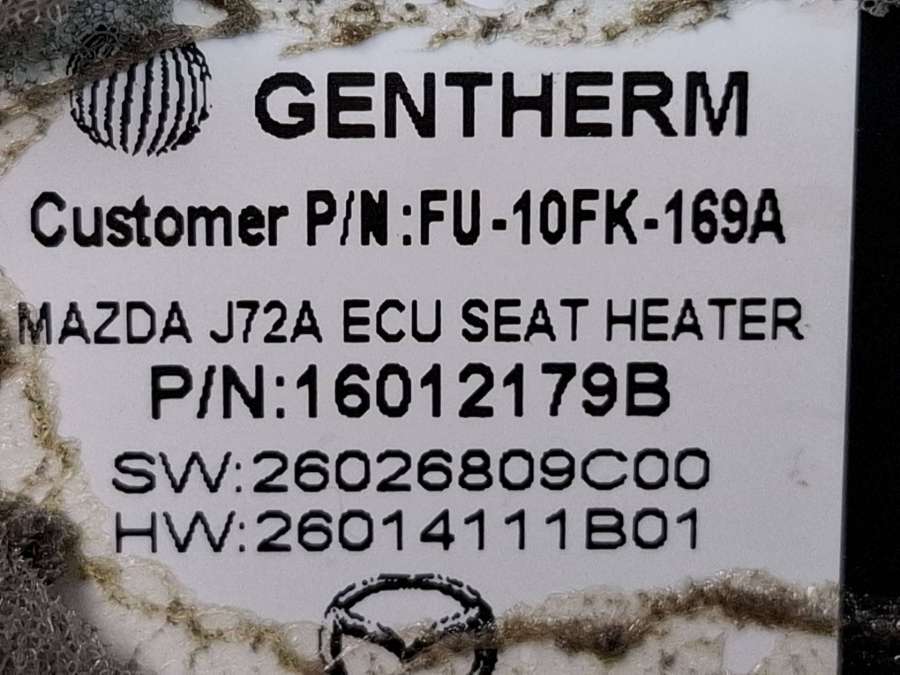 GENTHERM
Customer P/N:FU-10FK-169A
MAZDA J72A ECU SEAT HEATER
P/N:16012179B
SW:26026809C00
HW:26014111B01